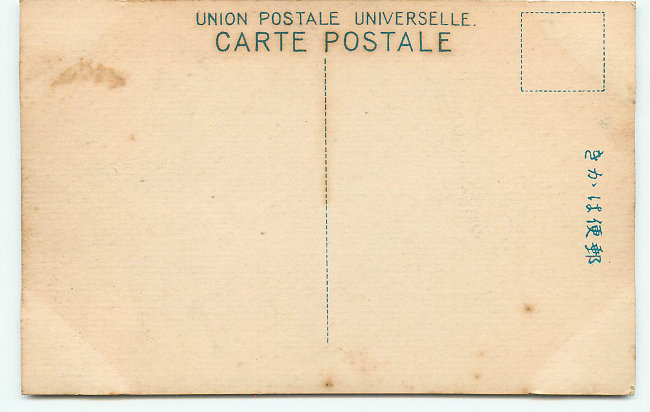 UNION POSTALE UNIVERSELLE.
CARTE POSTALE
きかは便郵